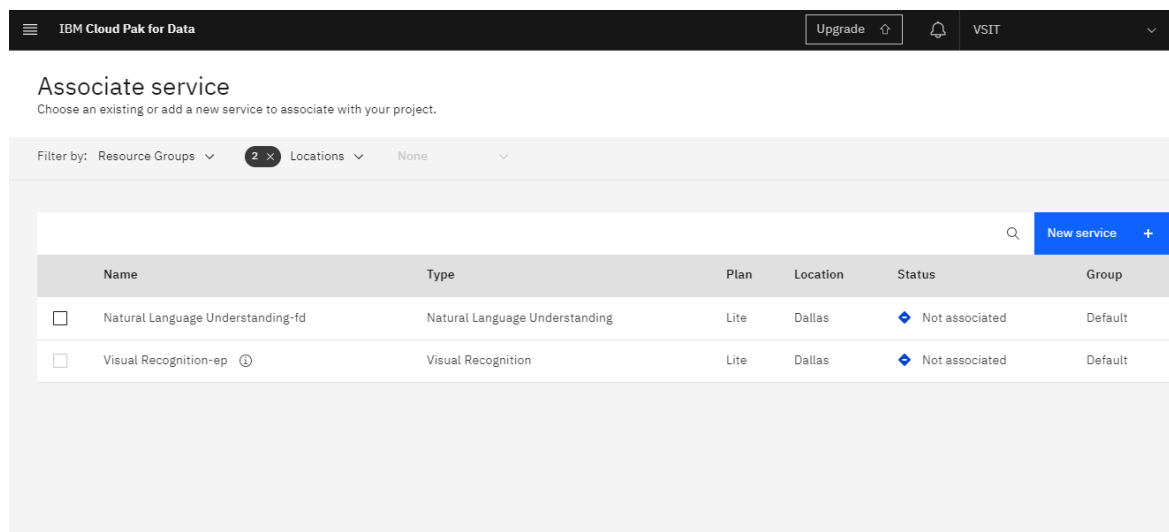 IBM Cloud Pak for Data Upgrade VSIT
Associate service
Choose an existing or add a new service to associate with your project.
Filter by: Resource Groups 2 × Locations None
New service +
Name Type Plan Location Status Group
Natural Language Understanding-fd Natural Language Understanding Lite Dallas Not associated Default
Visual Recognition-ep Visual Recognition Lite Dallas Not associated Default